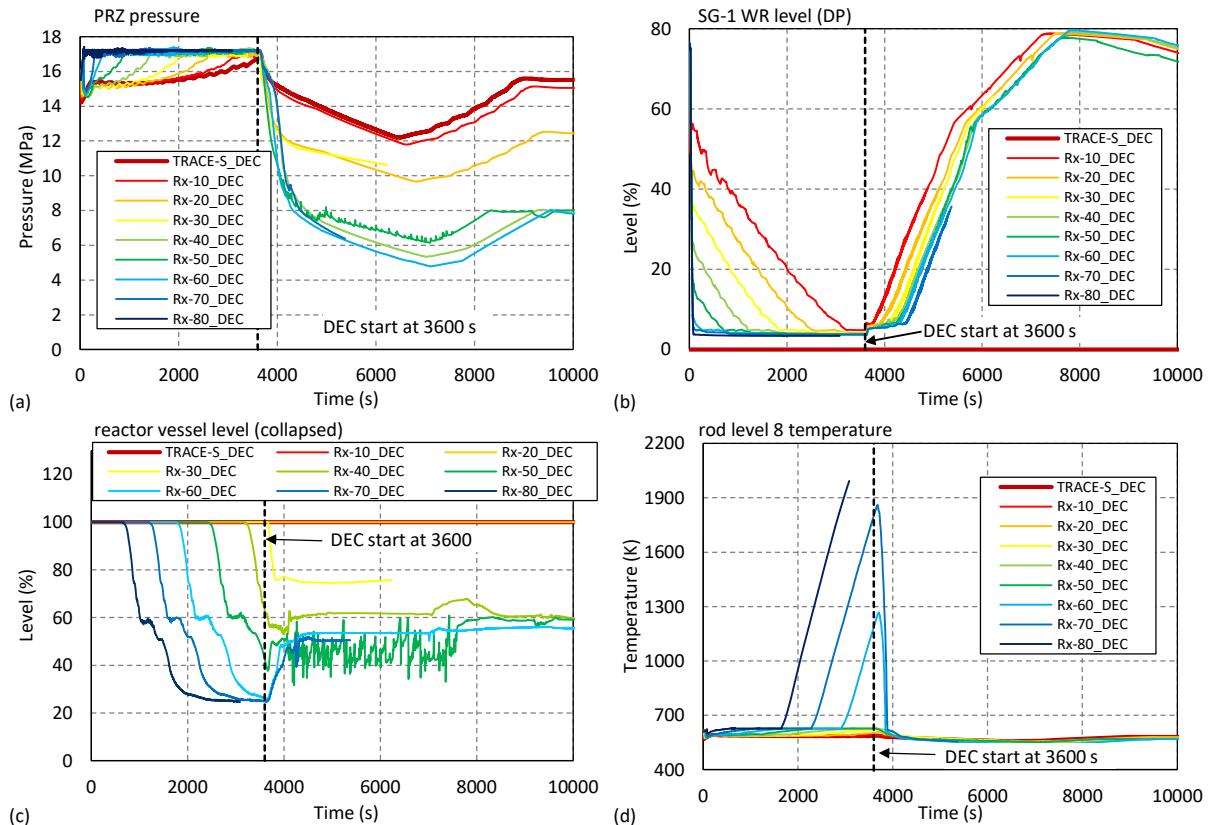 PRZ pressure
18
16
14
12
10
8
6
4
2
0
Pressure (MPa)
TRACE-S_DEC
Rx-10_DEC
Rx-20_DEC
Rx-30_DEC
Rx-40_DEC
Rx-50_DEC
Rx-60_DEC
Rx-70_DEC
Rx-80_DEC
DEC start at 3600 s
0 2000 4000 6000 8000 10000
Time (s)
(a)
SG-1 WR level (DP)
80
60
40
20
0
Level (%)
TRACE-S_DEC
Rx-10_DEC
Rx-20_DEC
Rx-30_DEC
Rx-40_DEC
Rx-50_DEC
Rx-60_DEC
Rx-70_DEC
Rx-80_DEC
DEC start at 3600 s
0 2000 4000 6000 8000 10000
Time (s)
(b)
reactor vessel level (collapsed)
120
100
80
60
40
20
0
Level (%)
TRACE-S_DEC Rx-10_DEC Rx-20_DEC
Rx-30_DEC Rx-40_DEC Rx-50_DEC
Rx-60_DEC Rx-70_DEC Rx-80_DEC
DEC start at 3600
0 2000 4000 6000 8000 10000
Time (s)
(c)
rod level 8 temperature
2200
1900
1600
1300
1000
700
400
Temperature (K)
TRACE-S_DEC
Rx-10_DEC
Rx-20_DEC
Rx-30_DEC
Rx-40_DEC
Rx-50_DEC
Rx-60_DEC
Rx-70_DEC
Rx-80_DEC
DEC start at 3600 s
0 2000 4000 6000 8000 10000
Time (s)
(d)